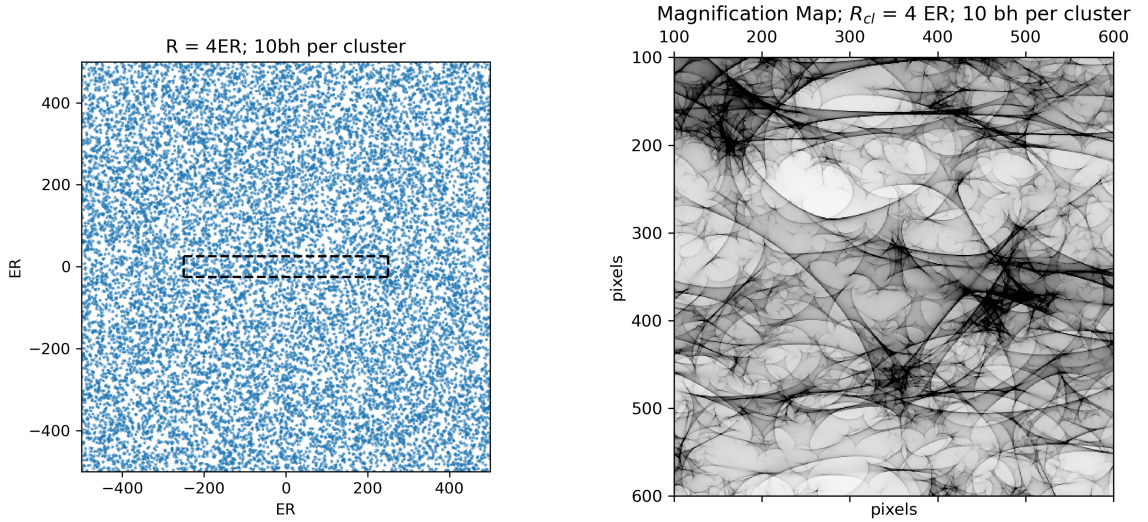 R = 4ER; 10bh per cluster
400
200
0
−200
−400
ER
−400 −200 0 200 400
ER
Magnification Map; R_cl = 4 ER; 10 bh per cluster
100 200 300 400 500 600
100
200
300
400
500
600
pixels
pixels